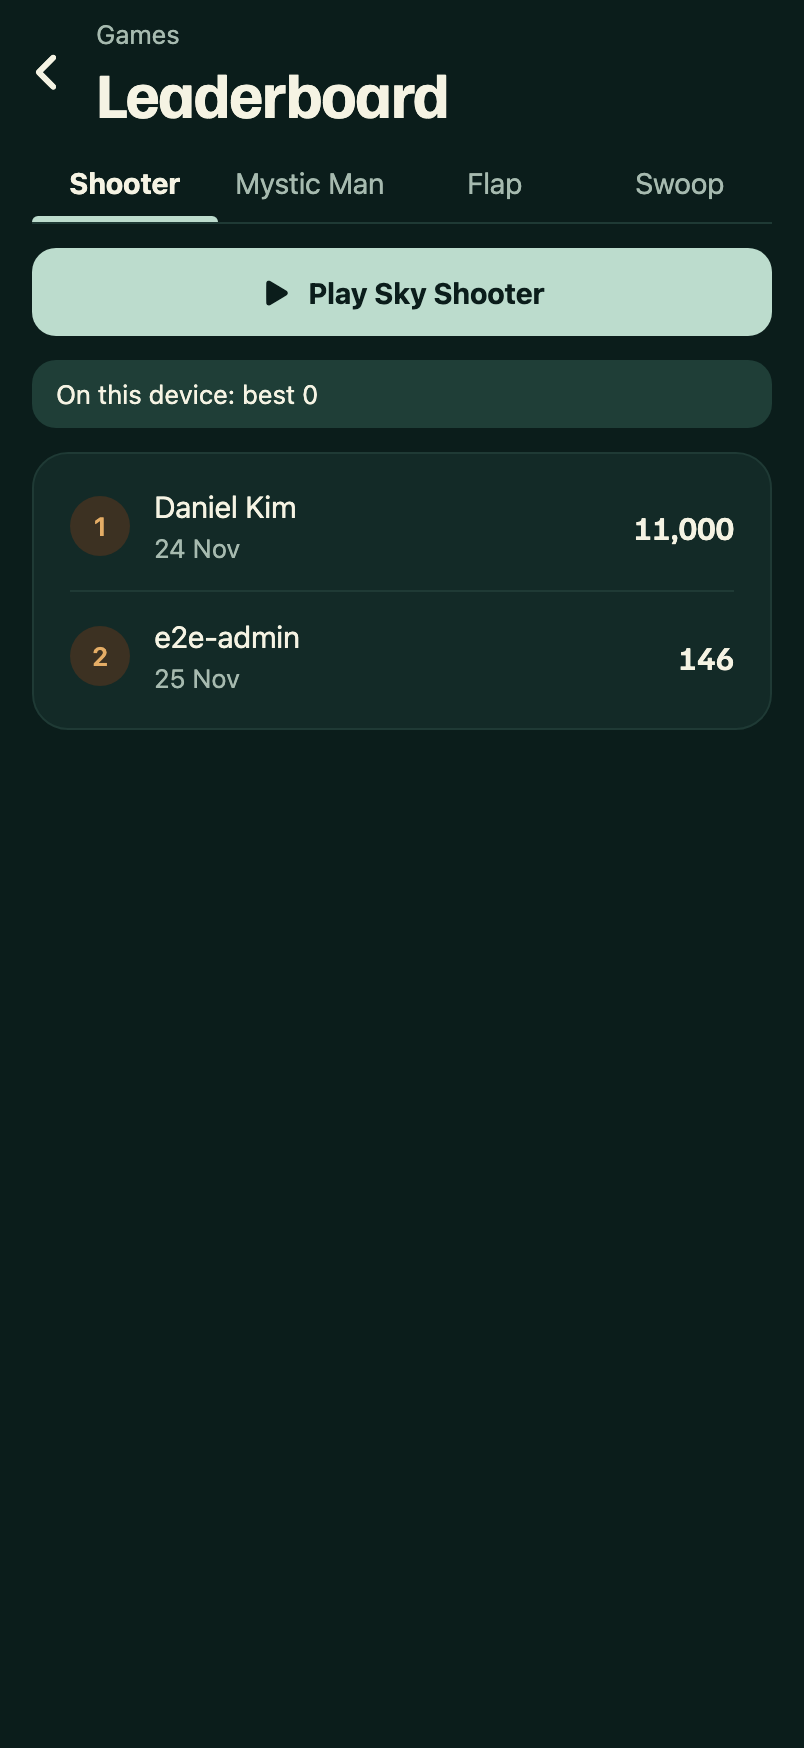 Games
Leaderboard
Shooter Mystic Man Flap Swoop
Play Sky Shooter
On this device: best 0
1 Daniel Kim 11,000
24 Nov
2 e2e-admin 146
25 Nov